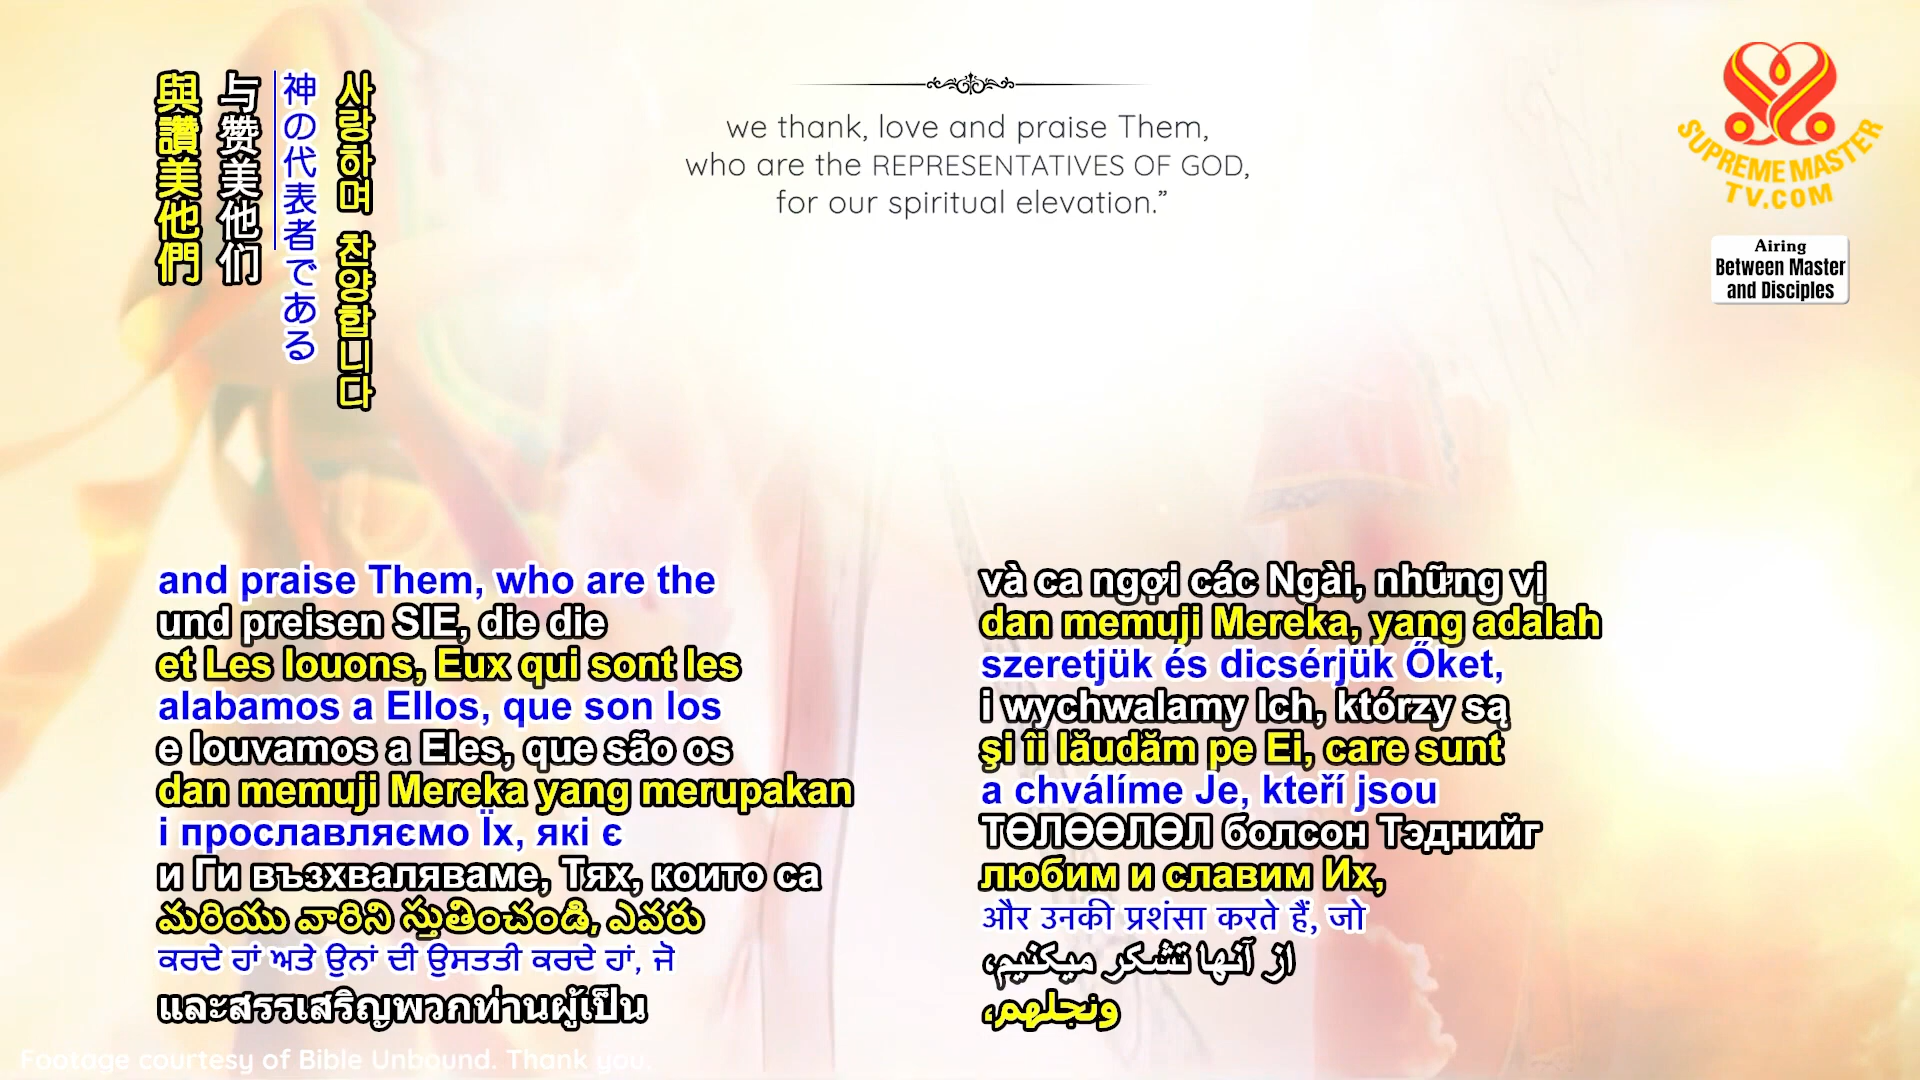 與讚美他們
与赞美他们
神の代表者である
사랑하며 찬양합니다
we thank, love and praise Them,
who are the REPRESENTATIVES OF GOD,
for our spiritual elevation.”
SUPREME MASTER
TV.COM
Airing
Between Master
and Disciples
and praise Them, who are the
und preisen SIE, die die
et Les louons, Eux qui sont les
alabamos a Ellos, que son los
e louvamos a Eles, que são os
dan memuji Mereka yang merupakan
і прославляємо Їх, які є
и Ги възхваляваме, Тях, които са
మరియు వారిని స్తుతించండి, ఎవరు
ਕਰਦੇ ਹਾਂ ਅਤੇ ਉਨਾਂ ਦੀ ਉਸਤਤੀ ਕਰਦੇ ਹਾਂ, ਜੋ
และสรรเสริญพวกท่านผู้เป็น
và ca ngợi các Ngài, những vị
dan memuji Mereka, yang adalah
szeretjük és dicsérjük Őket,
i wychwalamy Ich, którzy są
şi îi lăudăm pe Ei, care sunt
a chválíme Je, kteří jsou
ТӨЛӨӨЛӨЛ болсон Тэднийг
любим и славим Их,
और उनकी प्रशंसा करते हैं, जो
از آنها تشکر میکنیم،
ونجلهم،
Footage courtesy of Bible Unbound. Thank you.